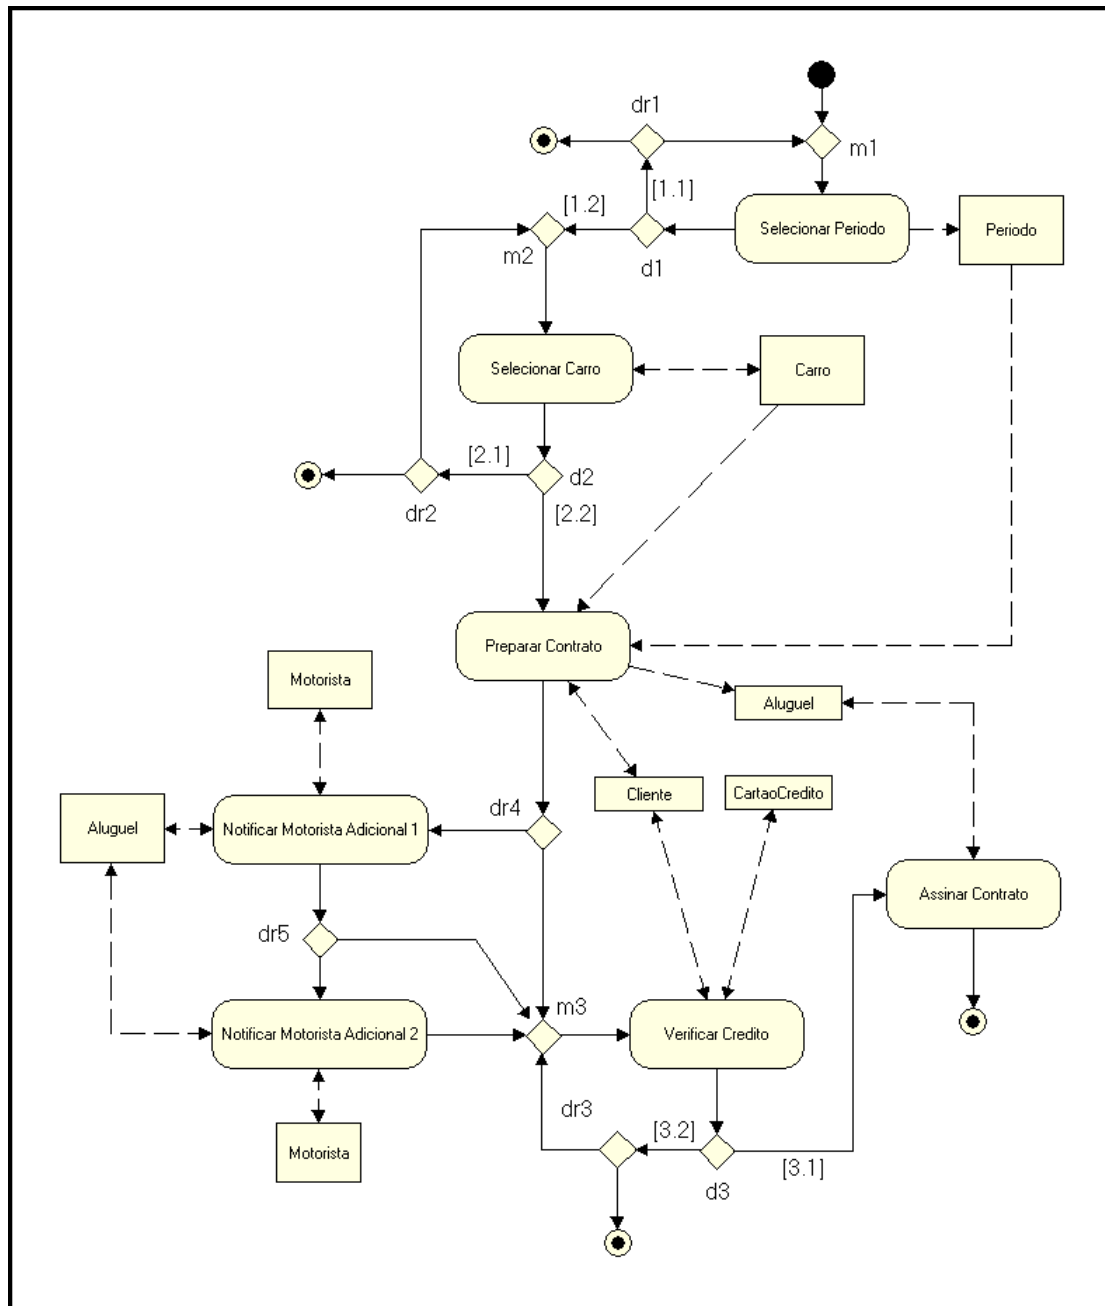 dr1
m1
[1.1]
[1.2]
Selecionar Periodo
Periodo
m2
d1
Selecionar Carro
Carro
[2.1]
d2
dr2
[2.2]
Preparar Contrato
Motorista
Aluguel
Cliente
CartaoCredito
dr4
Aluguel
Notificar Motorista Adicional 1
Assinar Contrato
dr5
m3
Notificar Motorista Adicional 2
Verificar Credito
dr3
[3.2]
Motorista
[3.1]
d3